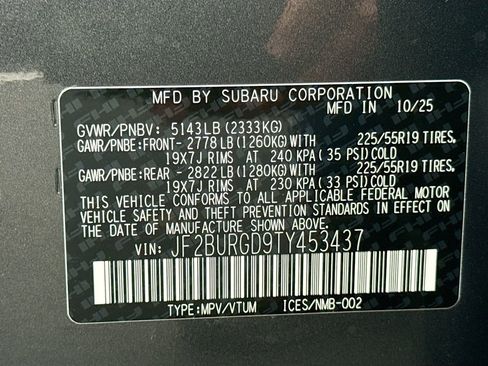 MFD BY SUBARU CORPORATION
MFD IN 10/25
GVWR/PNBV: 5143LB(2333KG)
GAWR/PNBE:FRONT- 2778 LB(1260KG)WITH 225/55R19 TIRES,
19X7J RIMS AT 240 KPA(35 PSI)COLD
GAWR/PNBE:REAR - 2822 LB(1280KG)WITH 225/55R19 TIRES,
19X7J RIMS AT 230 KPA(33 PSI)COLD
THIS VEHICLE CONFORMS TO ALL APPLICABLE FEDERAL MOTOR
VEHICLE SAFETY AND THEFT PREVENTION STANDARDS IN EFFECT ON
THE DATE OF MANUFACTURE SHOWN ABOVE.
VIN: JF2BURGD9TY453437
TYPE:MPV/VTUM ICES/NMB-002